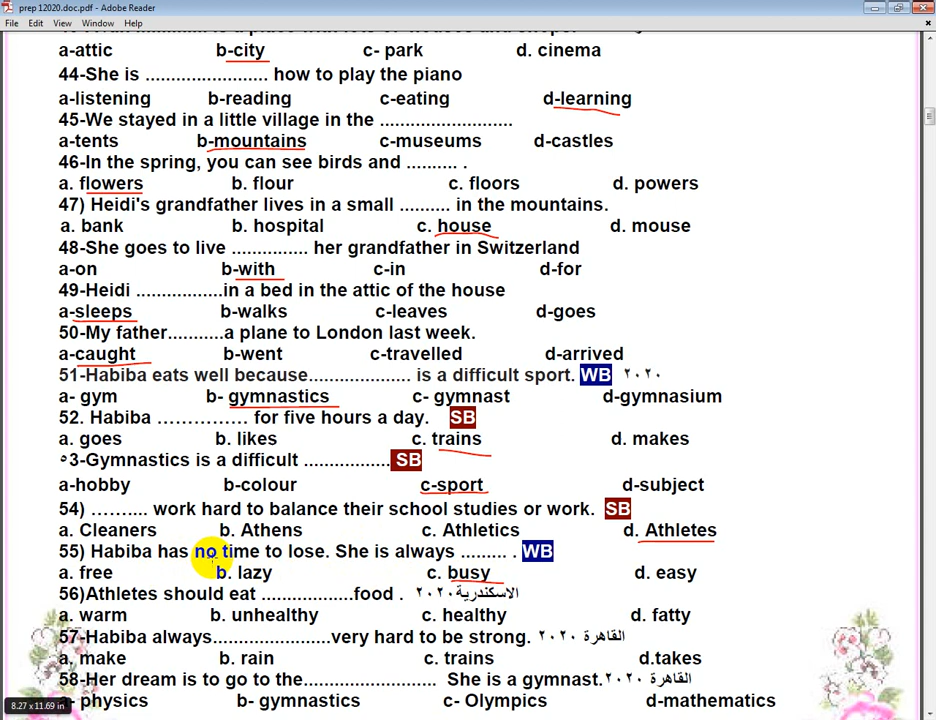 prep 12020.doc.pdf - Adobe Reader
File Edit View Window Help
a-attic b-city c- park d. cinema
44-She is ........................ how to play the piano
a-listening b-reading c-eating d-learning
45-We stayed in a little village in the ..........................
a-tents b-mountains c-museums d-castles
46-In the spring, you can see birds and .......... .
a. flowers b. flour c. floors d. powers
47) Heidi's grandfather lives in a small .......... in the mountains.
a. bank b. hospital c. house d. mouse
48-She goes to live ............... her grandfather in Switzerland
a-on b-with c-in d-for
49-Heidi .................in a bed in the attic of the house
a-sleeps b-walks c-leaves d-goes
50-My father...........a plane to London last week.
a-caught b-went c-travelled d-arrived
51-Habiba eats well because.................... is a difficult sport. WB ٢٠٢٠
a- gym b- gymnastics c- gymnast d-gymnasium
52. Habiba ................ for five hours a day. SB
a. goes b. likes c. trains d. makes
٥3-Gymnastics is a difficult ................. SB
a-hobby b-colour c-sport d-subject
54) ........... work hard to balance their school studies or work. SB
a. Cleaners b. Athens c. Athletics d. Athletes
55) Habiba has no time to lose. She is always ......... . WB
a. free b. lazy c. busy d. easy
56)Athletes should eat ..................food . الاسكندرية٢٠٢٠
a. warm b. unhealthy c. healthy d. fatty
57-Habiba always.......................very hard to be strong. القاهرة ٢٠٢٠
a. make b. rain c. trains d.takes
58-Her dream is to go to the.......................... She is a gymnast. القاهرة ٢٠٢٠
a- physics b- gymnastics c- Olympics d-mathematics
8.27 x 11.69 in